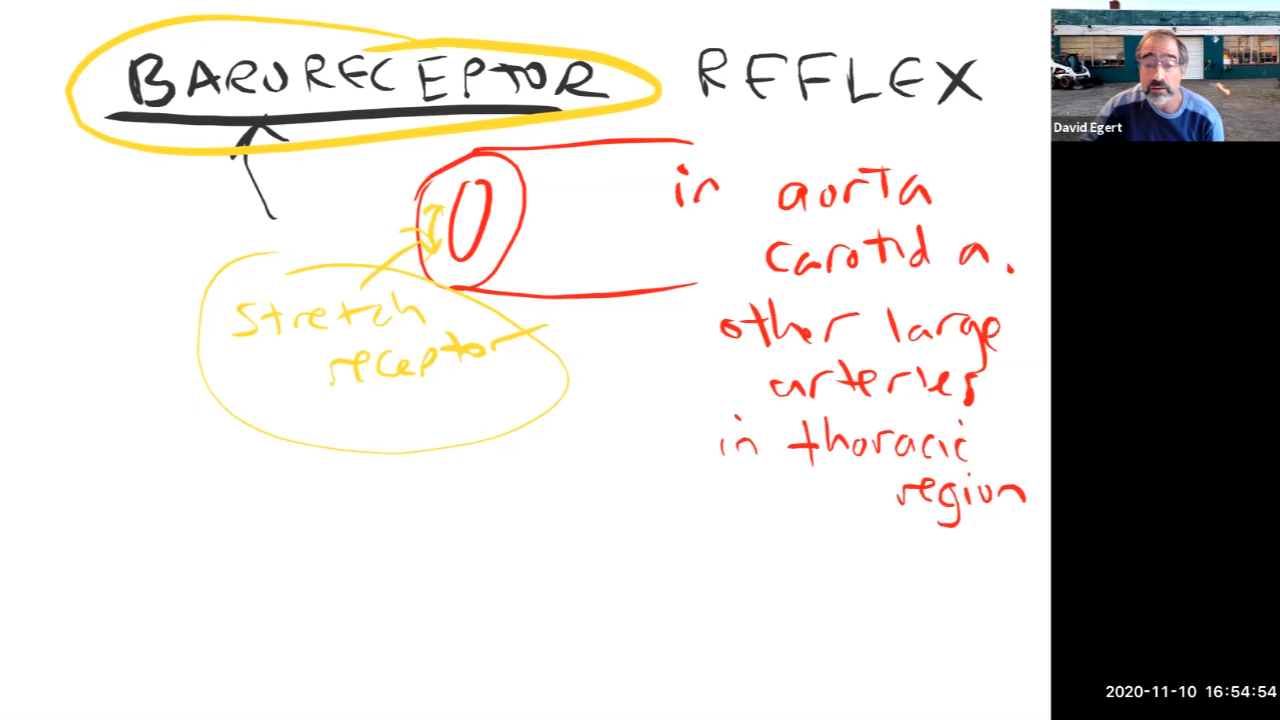 BARORECEPTOR REFLEX
in aorta
carotid a.
other large
arteries
in thoracic
region
stretch
receptor
David Egert
2020-11-10 16:54:54